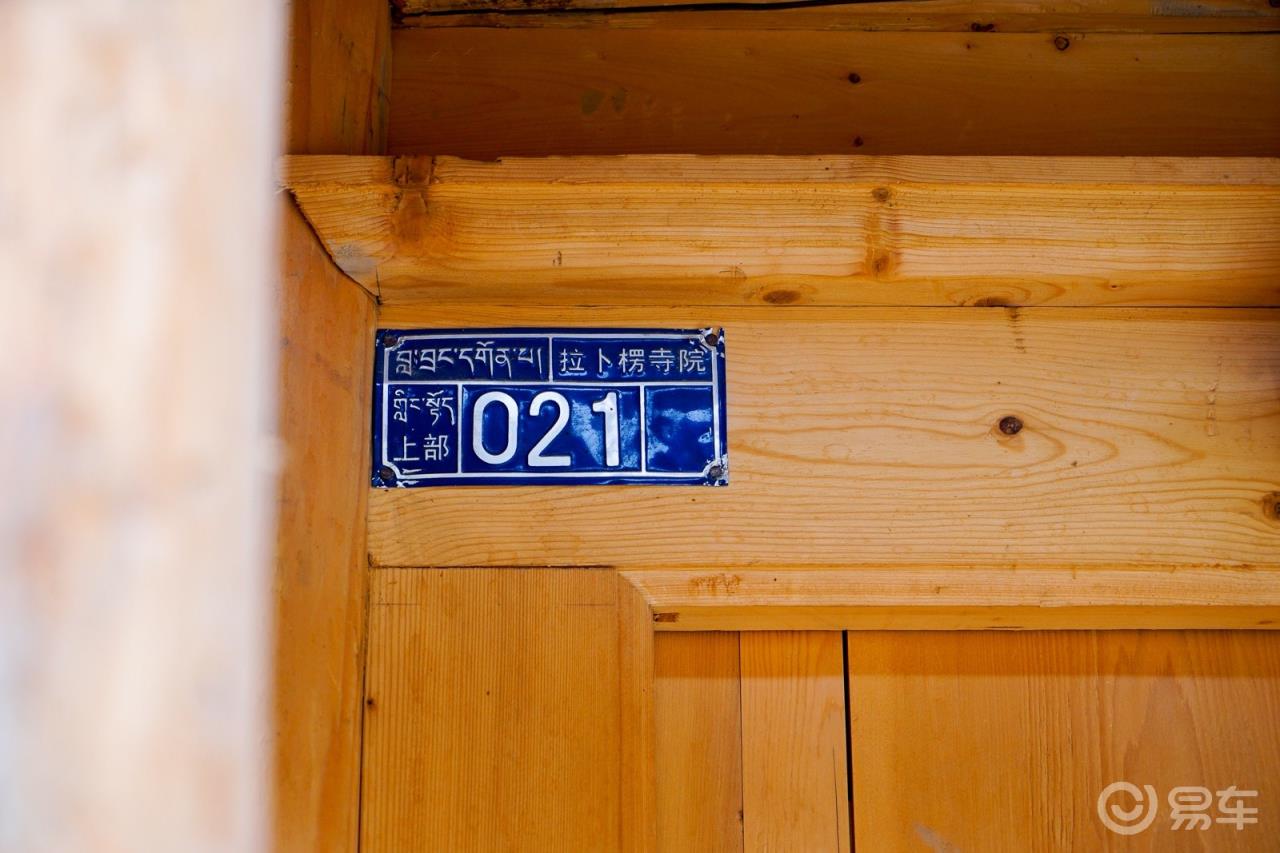 བླ་བྲང་དགོན་པ། 拉卜楞寺院
གླིང་སྟོད
上部 021
易车